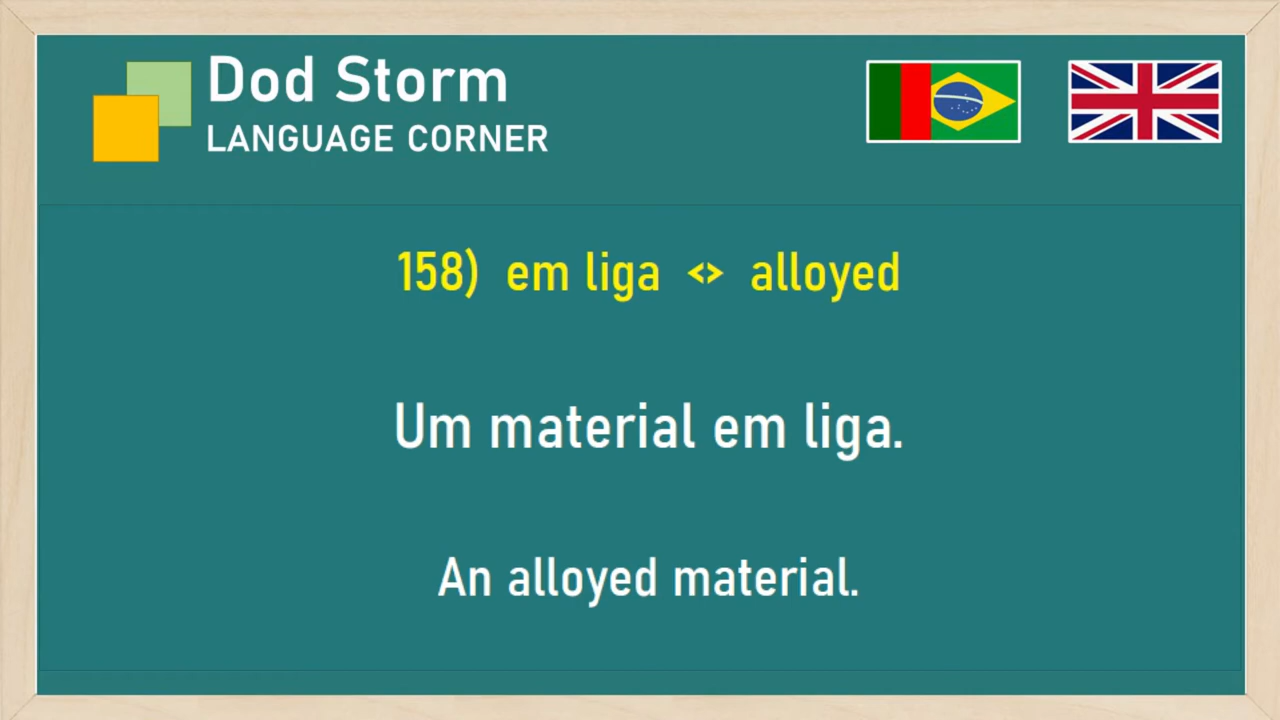 Dod Storm
LANGUAGE CORNER
158) em liga <> alloyed
Um material em liga.
An alloyed material.